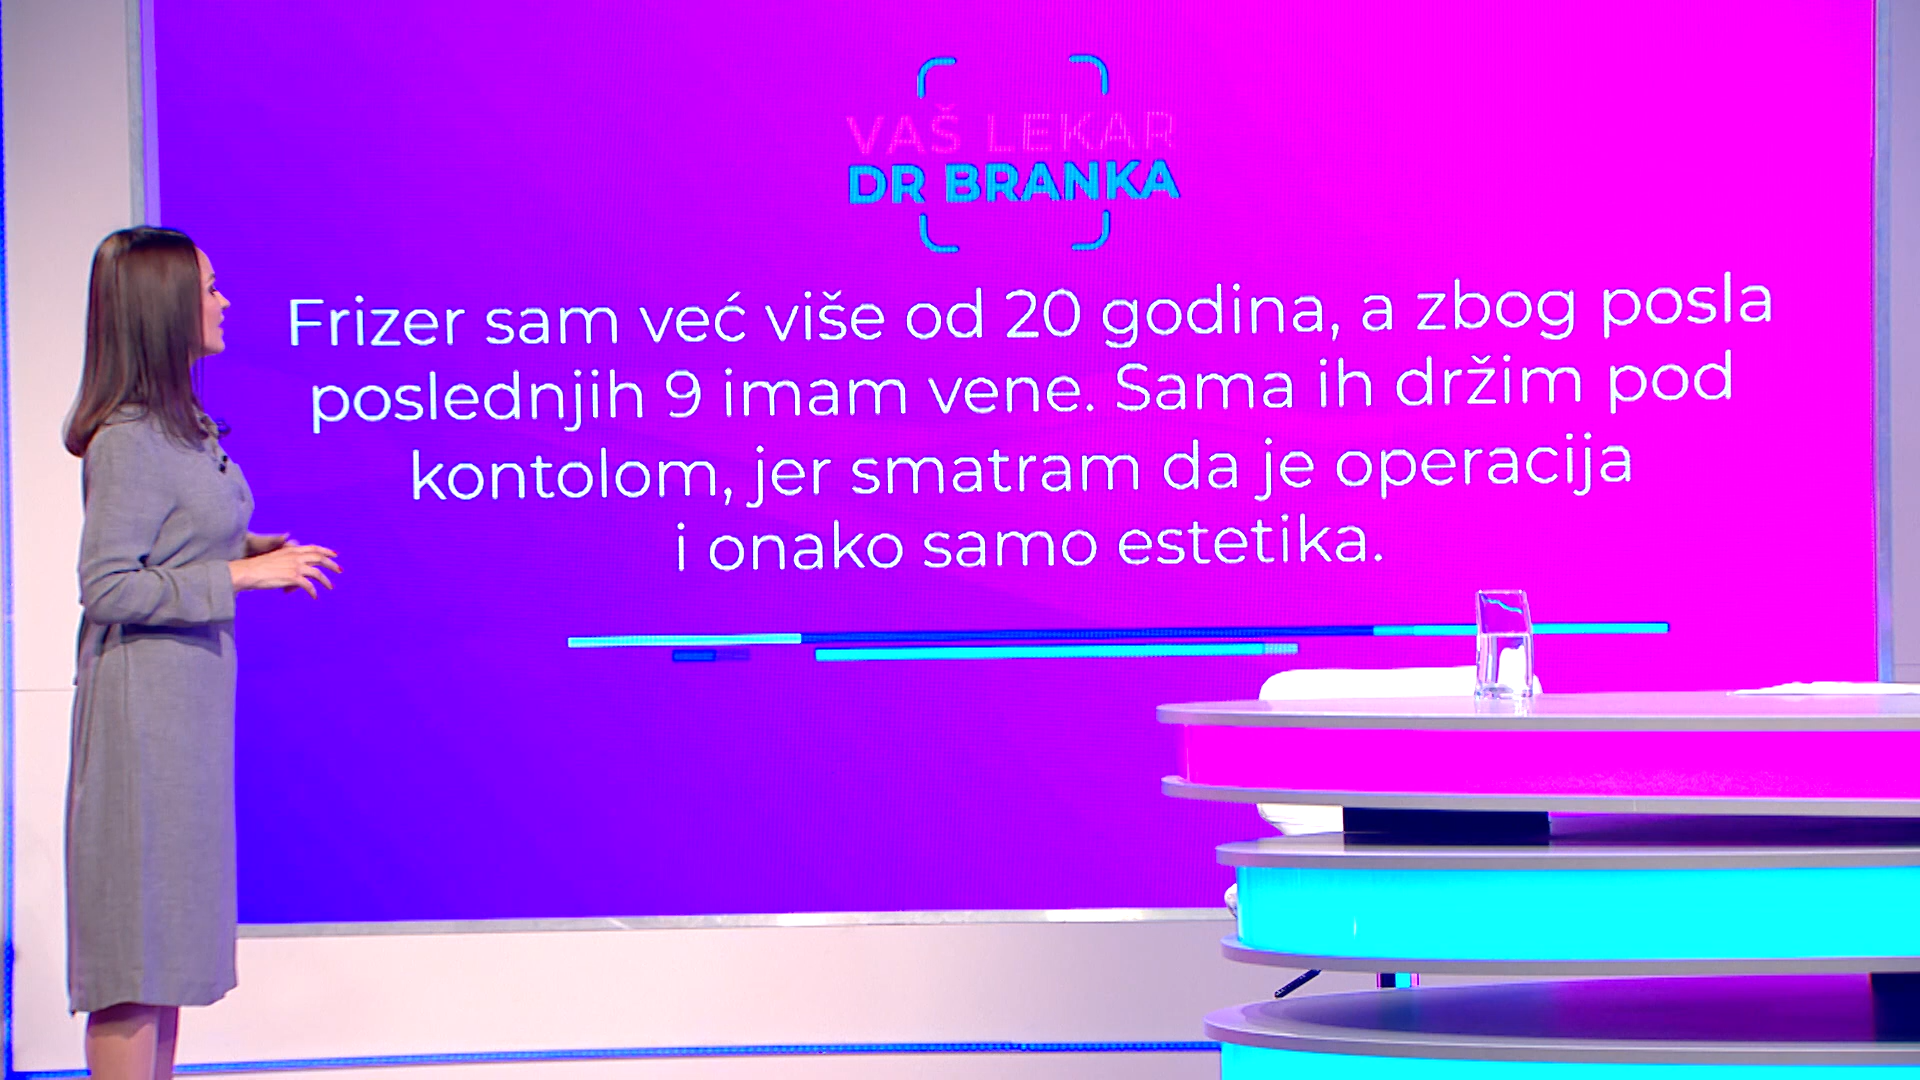 VAŠ LEKAR
DR BRANKA
Frizer sam već više od 20 godina, a zbog posla
poslednjih 9 imam vene. Sama ih držim pod
kontolom, jer smatram da je operacija
i onako samo estetika.